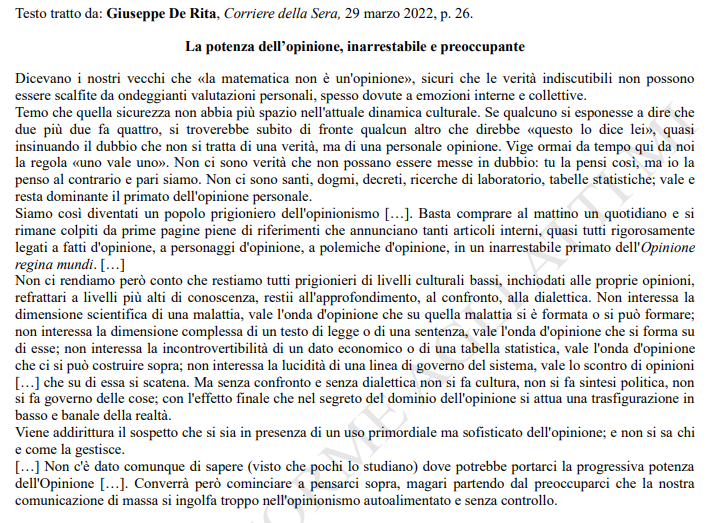 Testo tratto da: Giuseppe De Rita, Corriere della Sera, 29 marzo 2022, p. 26.
La potenza dell'opinione, inarrestabile e preoccupante
Dicevano i nostri vecchi che «la matematica non è un'opinione», sicuri che le verità indiscutibili non possono
essere scalfite da ondeggianti valutazioni personali, spesso dovute a emozioni interne e collettive.
Temo che quella sicurezza non abbia più spazio nell'attuale dinamica culturale. Se qualcuno si esponesse a dire che
due più due fa quattro, si troverebbe subito di fronte qualcun altro che direbbe «questo lo dice lei», quasi
insinuando il dubbio che non si tratta di una verità, ma di una personale opinione. Vige ormai da tempo qui da noi
la regola «uno vale uno». Non ci sono verità che non possano essere messe in dubbio: tu la pensi così, ma io la
penso al contrario e pari siamo. Non ci sono santi, dogmi, decreti, ricerche di laboratorio, tabelle statistiche; vale e
resta dominante il primato dell'opinione personale.
Siamo così diventati un popolo prigioniero dell'opinionismo […]. Basta comprare al mattino un quotidiano e si
rimane colpiti da prime pagine piene di riferimenti che annunciano tanti articoli interni, quasi tutti rigorosamente
legati a fatti d'opinione, a personaggi d'opinione, a polemiche d'opinione, in un inarrestabile primato dell'Opinione
regina mundi. […]
Non ci rendiamo però conto che restiamo tutti prigionieri di livelli culturali bassi, inchiodati alle proprie opinioni,
refrattari a livelli più alti di conoscenza, restii all'approfondimento, al confronto, alla dialettica. Non interessa la
dimensione scientifica di una malattia, vale l'onda d'opinione che su quella malattia si è formata o si può formare;
non interessa la dimensione complessa di un testo di legge o di una sentenza, vale l'onda d'opinione che si forma su
di esse; non interessa la incontrovertibilità di un dato economico o di una tabella statistica, vale l'onda d'opinione
che ci si può costruire sopra; non interessa la lucidità di una linea di governo del sistema, vale lo scontro di opinioni
[…] che su di essa si scatena. Ma senza confronto e senza dialettica non si fa cultura, non si fa sintesi politica, non
si fa governo delle cose; con l'effetto finale che nel segreto del dominio dell'opinione si attua una trasfigurazione in
basso e banale della realtà.
Viene addirittura il sospetto che si sia in presenza di un uso primordiale ma sofisticato dell'opinione; e non si sa chi
e come la gestisce.
[…] Non c'è dato comunque di sapere (visto che pochi lo studiano) dove potrebbe portarci la progressiva potenza
dell'Opinione […]. Converrà però cominciare a pensarci sopra, magari partendo dal preoccuparci che la nostra
comunicazione di massa si ingolfa troppo nell'opinionismo autoalimentato e senza controllo.
ORME AGLI ATTI MI